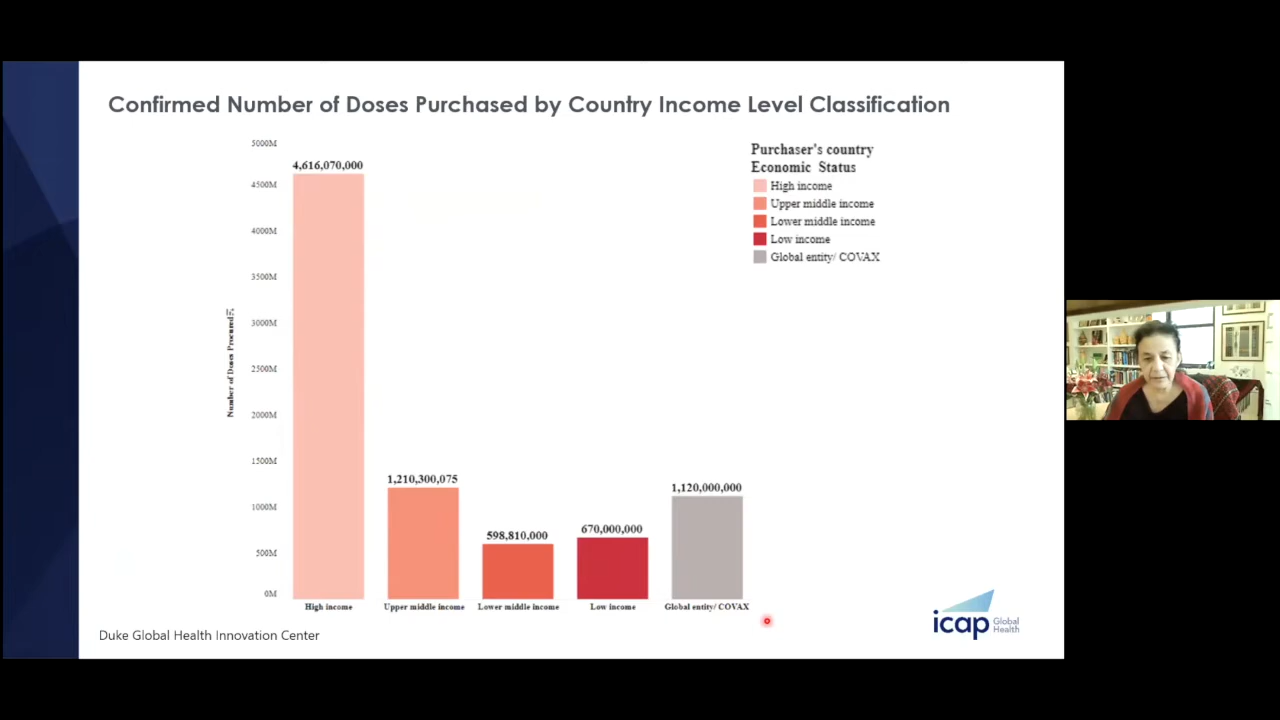 Confirmed Number of Doses Purchased by Country Income Level Classification
5000M
4500M
4000M
3500M
3000M
2500M
2000M
1500M
1000M
500M
0M
Number of Doses Procured
4,616,070,000
1,210,300,075
598,810,000
670,000,000
1,120,000,000
High income
Upper middle income
Lower middle income
Low income
Global entity/ COVAX
Purchaser's country
Economic Status
High income
Upper middle income
Lower middle income
Low income
Global entity/ COVAX
Duke Global Health Innovation Center
icap Global
Health